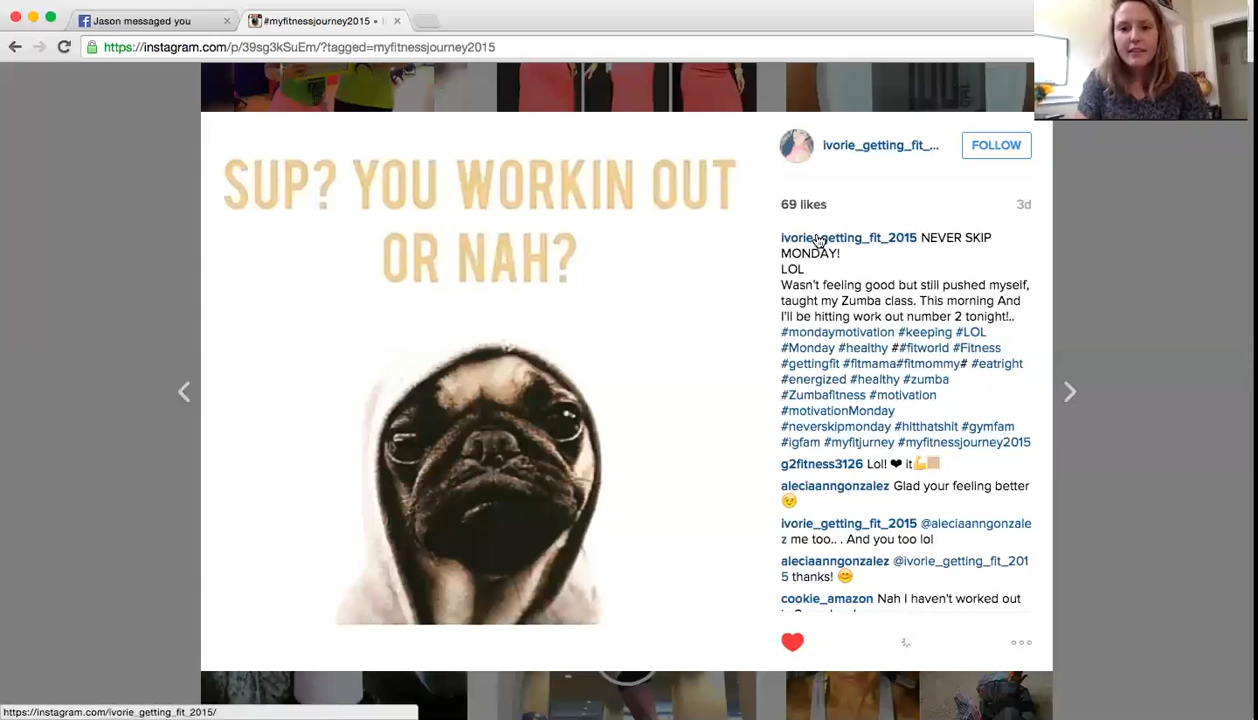 Jason messaged you
#myfitnessjourney2015 •
https://instagram.com/p/39sg3kSuEm/?tagged=myfitnessjourney2015
SUP? YOU WORKIN OUT
OR NAH?
ivorie_getting_fit_...
FOLLOW
69 likes
3d
ivorie_getting_fit_2015 NEVER SKIP
MONDAY!
LOL
Wasn't feeling good but still pushed myself,
taught my Zumba class. This morning And
I'll be hitting work out number 2 tonight!..
#mondaymotivation #keeping #LOL
#Monday #healthy ##fitworld #Fitness
#gettingfit #fitmama#fitmommy# #eatright
#energized #healthy #zumba
#Zumbafitness #motivation
#motivationMonday
#neverskipmonday #hitthatshit #gymfam
#igfam #myfitjurney #myfitnessjourney2015
g2fitness3126 Lol! ❤ it💪🏼
aleciaanngonzalez Glad your feeling better
😉
ivorie_getting_fit_2015 @aleciaanngonzale
z me too.. . And you too lol
aleciaanngonzalez @ivorie_getting_fit_201
5 thanks! 😊
cookie_amazon Nah I haven't worked out
https://instagram.com/ivorie_getting_fit_2015/